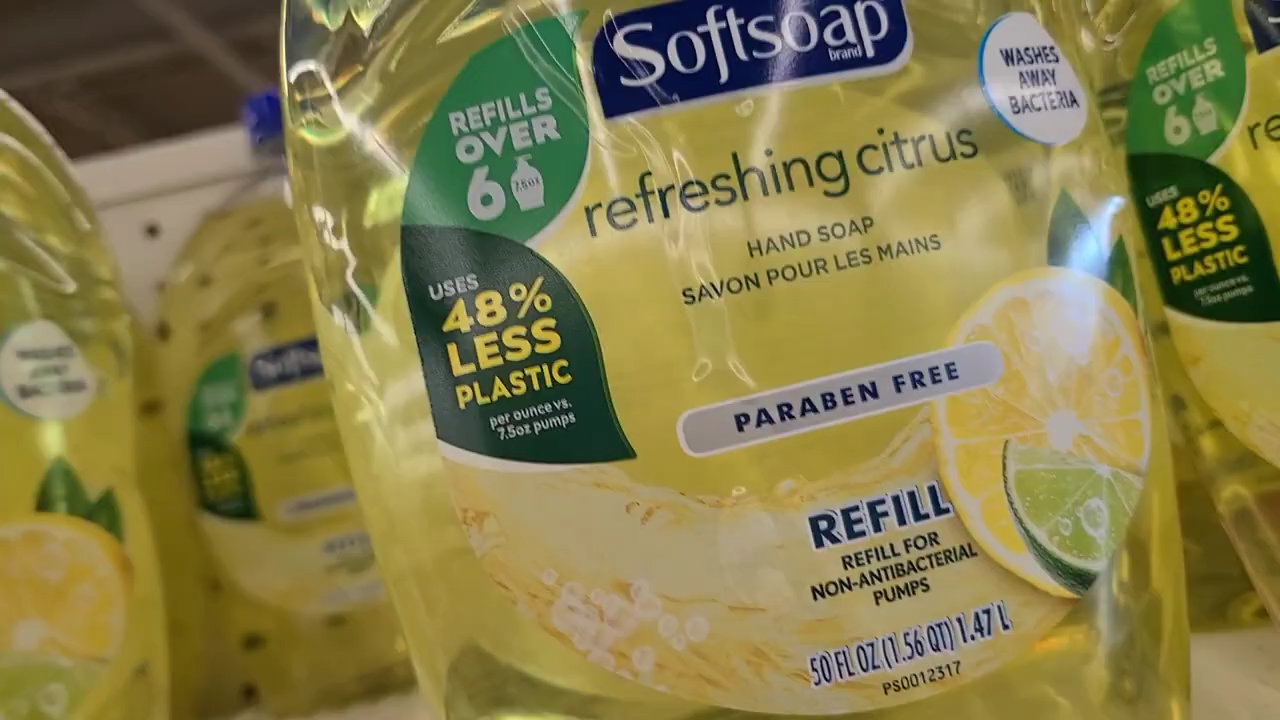 Softsoap
brand
WASHES
AWAY
BACTERIA
REFILLS
OVER
6
7.5oz
refreshing citrus
HAND SOAP
SAVON POUR LES MAINS
USES
48%
LESS
PLASTIC
per ounce vs.
7.5oz pumps
PARABEN FREE
REFILL
REFILL FOR
NON-ANTIBACTERIAL
PUMPS
50 FL OZ (1.56 QT) 1.47 L
PS0012317
REFILLS
OVER
6
re
USES
48%
LESS
PLASTIC
per ounce vs.
7.5oz pumps
Softs